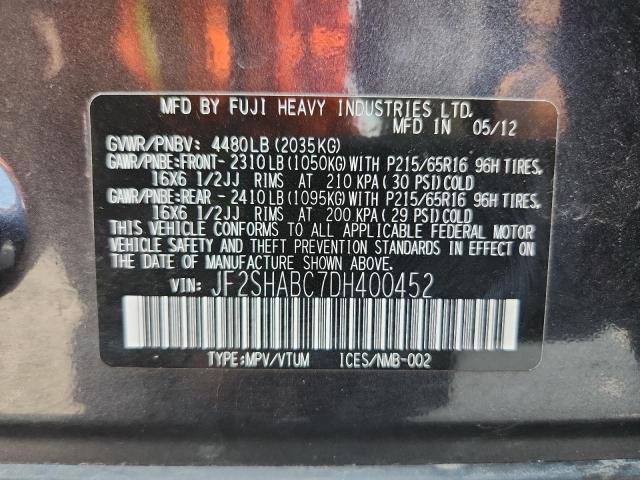 MFD BY FUJI HEAVY INDUSTRIES LTD.
MFD IN 05/12
GVWR/PNBV: 4480LB (2035KG)
GAWR/PNBE:FRONT-2310LB(1050KG)WITH P215/65R16 96H TIRES,
16X6 1/2JJ RIMS AT 210 KPA (30 PSI)COLD
GAWR/PNBE:REAR -2410LB(1095KG)WITH P215/65R16 96H TIRES,
16X6 1/2JJ RIMS AT 200 KPA (29 PSI)COLD
THIS VEHICLE CONFORMS TO ALL APPLICABLE FEDERAL MOTOR
VEHICLE SAFETY AND THEFT PREVENTION STANDARDS IN EFFECT ON
THE DATE OF MANUFACTURE SHOWN ABOVE.
VIN: JF2SHABC7DH400452
TYPE:MPV/VTUM ICES/NMB-002